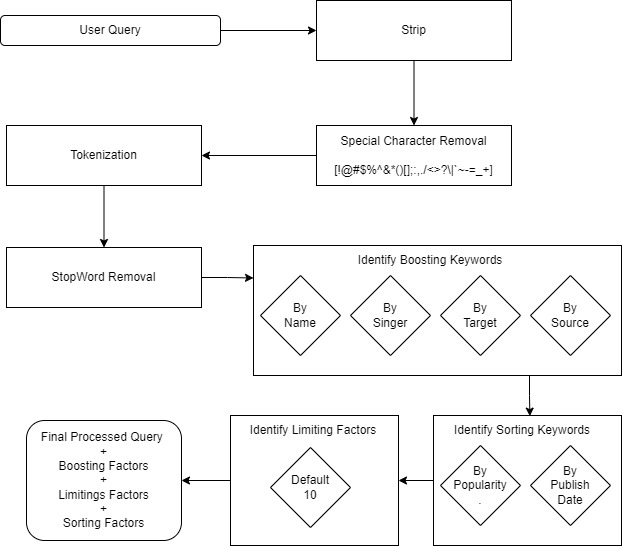 User Query
Strip
Special Character Removal
[!@#$%^&*()[];:,./<>?\|`~-=_+]
Tokenization
StopWord Removal
Identify Boosting Keywords
By
Name
By
Singer
By
Target
By
Source
Identify Sorting Keywords
By
Popularity
.
By
Publish
Date
Identify Limiting Factors
Default
10
Final Processed Query
+
Boosting Factors
+
Limitings Factors
+
Sorting Factors